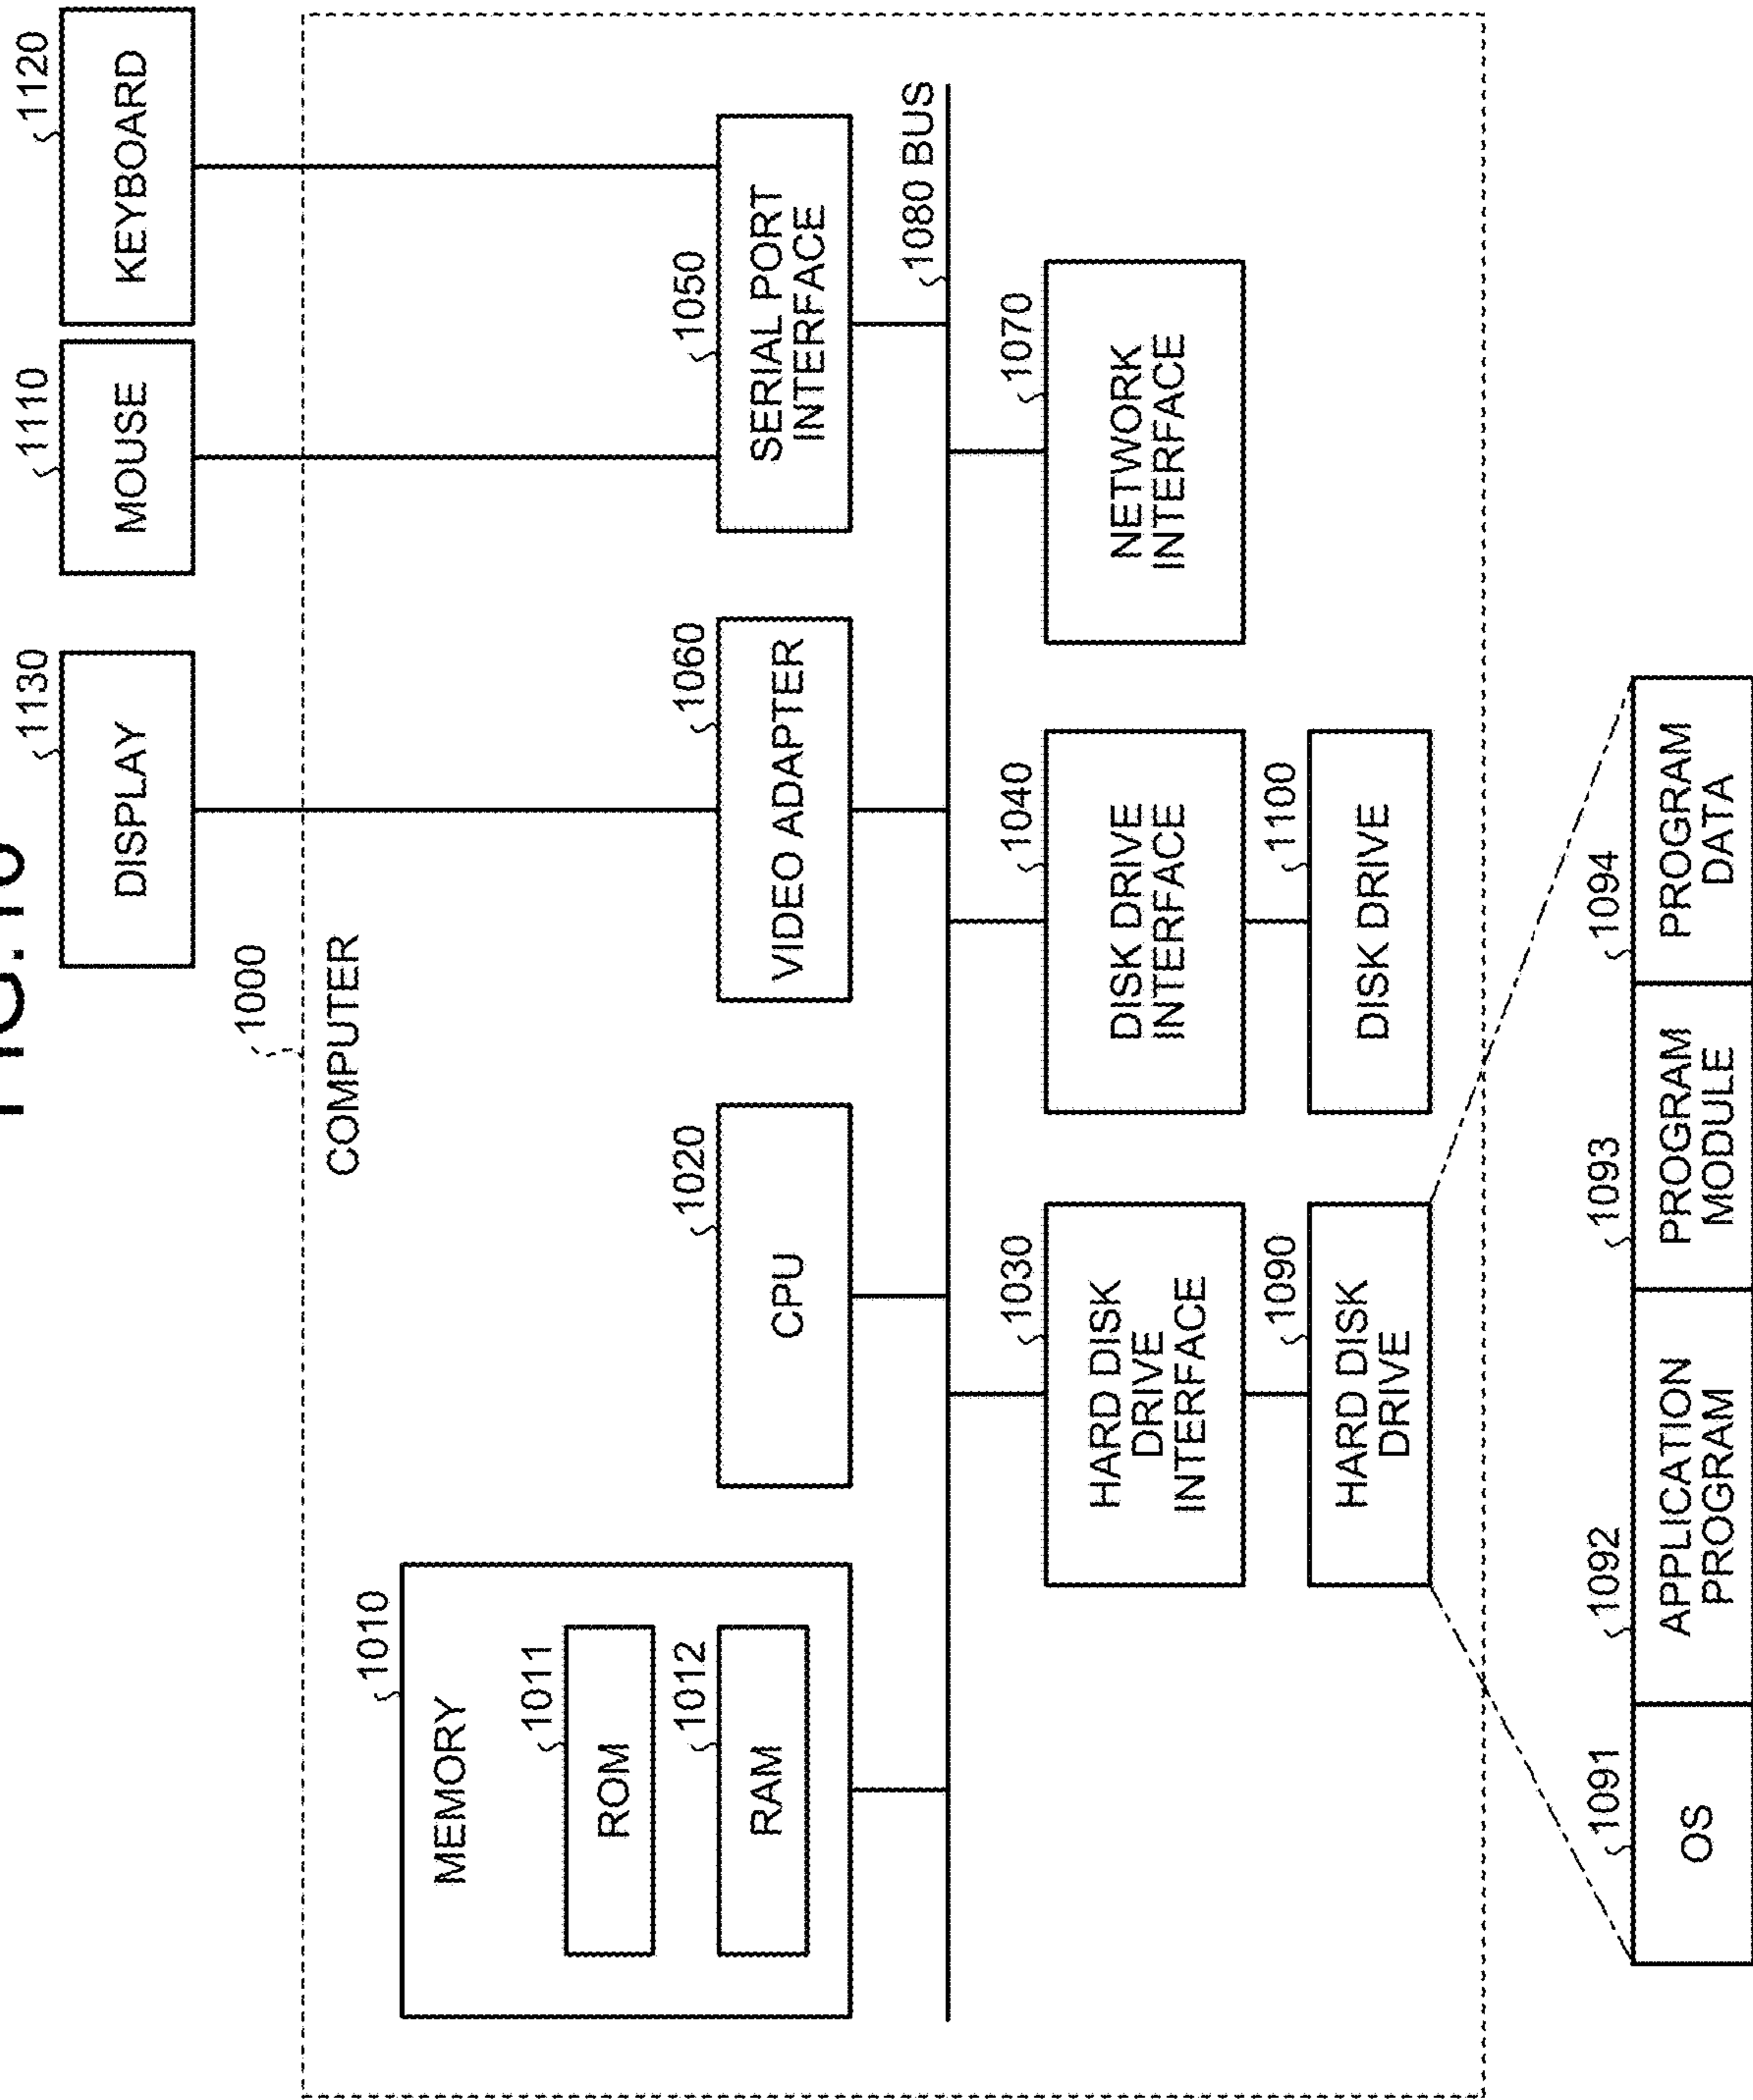 1130
1110
1120
DISPLAY
MOUSE
KEYBOARD
1000
COMPUTER
1010
MEMORY
1011
ROM
1012
RAM
1020
CPU
1060
VIDEO ADAPTER
1050
SERIAL PORT
INTERFACE
1080 BUS
1030
HARD DISK
DRIVE
INTERFACE
1040
DISK DRIVE
INTERFACE
1070
NETWORK
INTERFACE
1090
HARD DISK
DRIVE
1100
DISK DRIVE
1091
OS
1092
APPLICATION
PROGRAM
1093
PROGRAM
MODULE
1094
PROGRAM
DATA